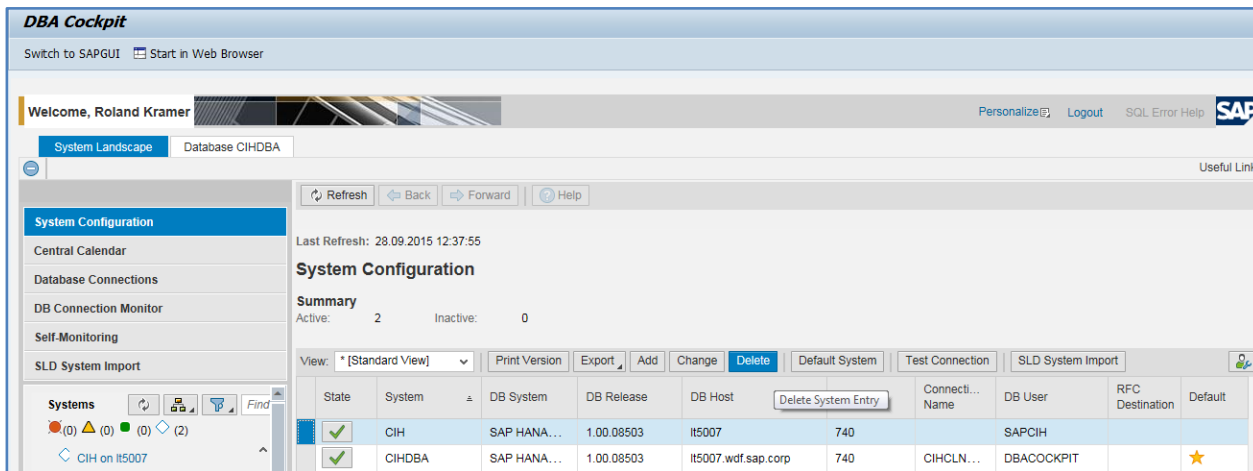 DBA Cockpit
Switch to SAPGUI Start in Web Browser
Welcome, Roland Kramer Personalize Logout SQL Error Help SAP
System Landscape Database CIHDBA
Useful Link
Refresh Back Forward Help
System Configuration
Central Calendar
Database Connections
DB Connection Monitor
Self-Monitoring
SLD System Import
Systems Find
(0) (0) (0) (2)
CIH on lt5007
Last Refresh: 28.09.2015 12:37:55
System Configuration
Summary
Active: 2 Inactive: 0
View: * [Standard View] Print Version Export Add Change Delete Default System Test Connection SLD System Import
State System DB System DB Release DB Host Delete System Entry Connecti... Name DB User RFC Destination Default
CIH SAP HANA... 1.00.08503 lt5007 740 SAPCIH
CIHDBA SAP HANA... 1.00.08503 lt5007.wdf.sap.corp 740 CIHCLN... DBACOCKPIT